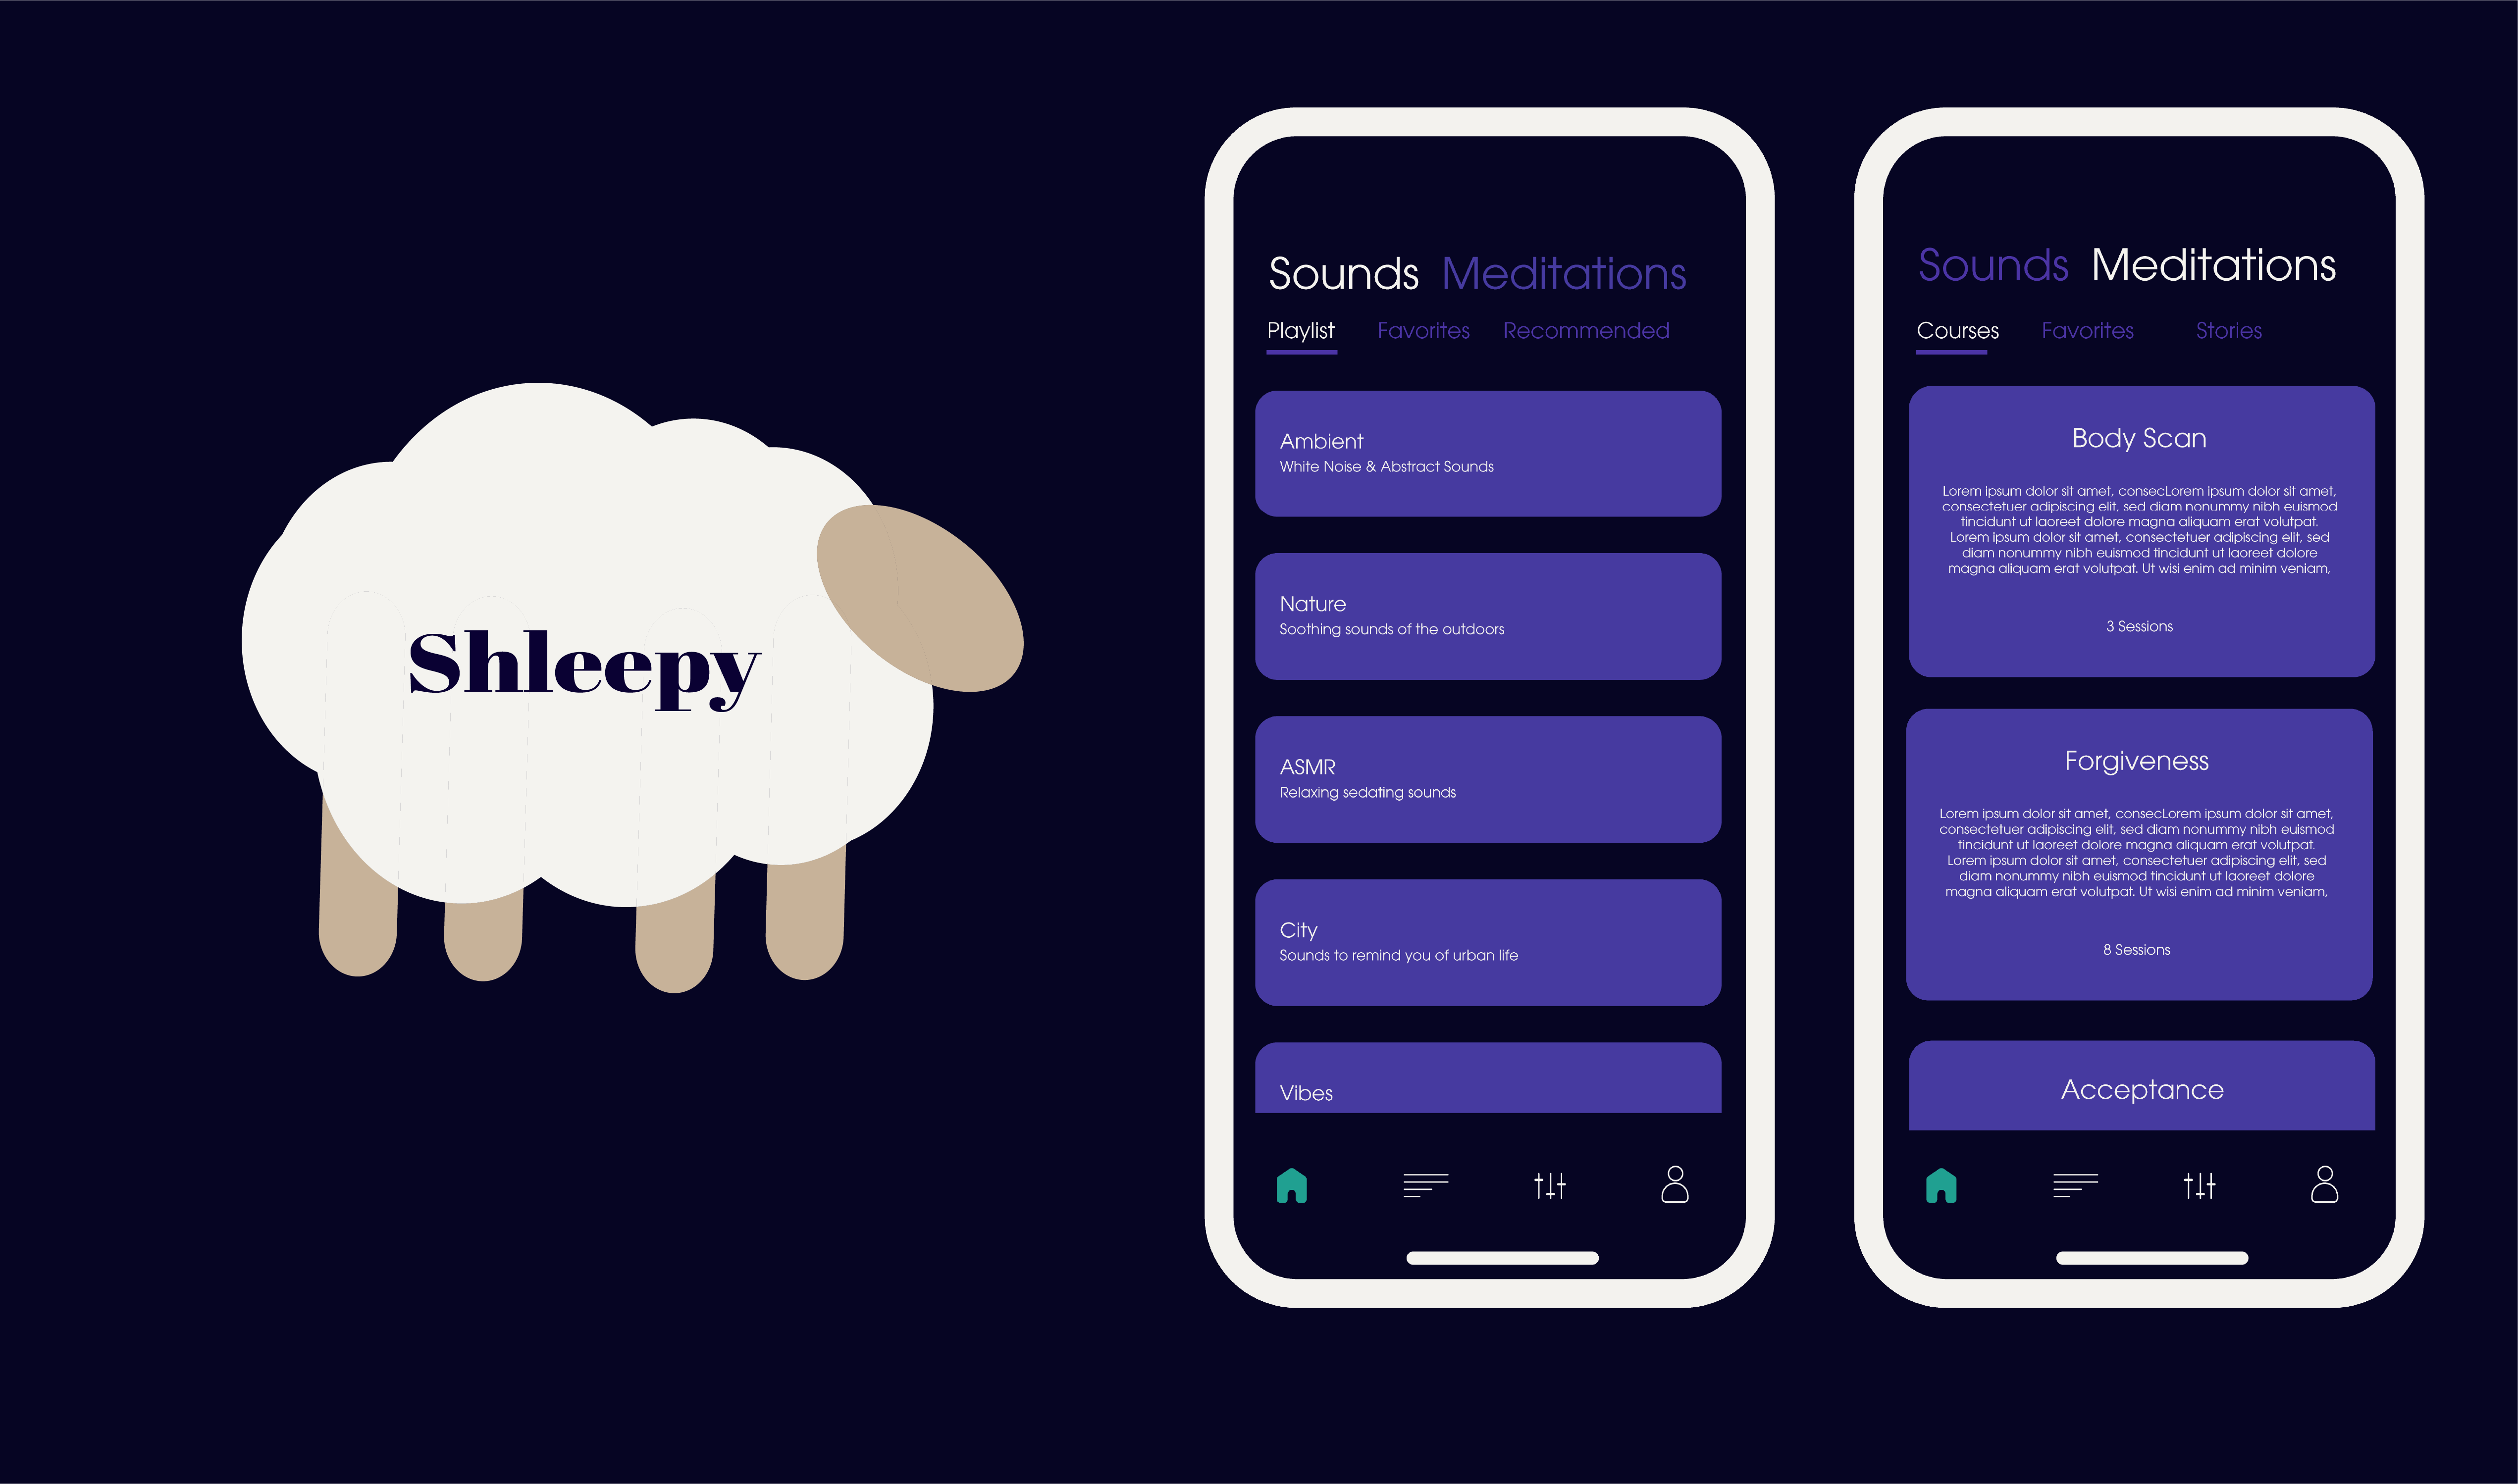 Shleepy
Sounds Meditations
Playlist Favorites Recommended
Ambient
White Noise & Abstract Sounds
Nature
Soothing sounds of the outdoors
ASMR
Relaxing sedating sounds
City
Sounds to remind you of urban life
Vibes
Sounds Meditations
Courses Favorites Stories
Body Scan
Lorem ipsum dolor sit amet, consecLorem ipsum dolor sit amet,
consectetuer adipiscing elit, sed diam nonummy nibh euismod
tincidunt ut laoreet dolore magna aliquam erat volutpat.
Lorem ipsum dolor sit amet, consectetuer adipiscing elit, sed
diam nonummy nibh euismod tincidunt ut laoreet dolore
magna aliquam erat volutpat. Ut wisi enim ad minim veniam,
3 Sessions
Forgiveness
Lorem ipsum dolor sit amet, consecLorem ipsum dolor sit amet,
consectetuer adipiscing elit, sed diam nonummy nibh euismod
tincidunt ut laoreet dolore magna aliquam erat volutpat.
Lorem ipsum dolor sit amet, consectetuer adipiscing elit, sed
diam nonummy nibh euismod tincidunt ut laoreet dolore
magna aliquam erat volutpat. Ut wisi enim ad minim veniam,
8 Sessions
Acceptance